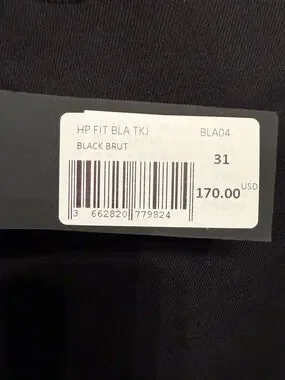 HP FIT BLA TKJ BLA04
BLACK BRUT
31
170.00 USD
3 662820 779824